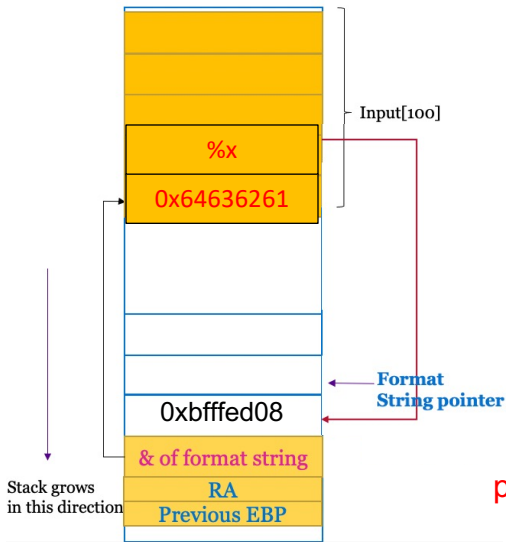 Input[100]
%x
0x64636261
Format
String pointer
0xbfffed08
& of format string
Stack grows
in this direction
RA
Previous EBP
p